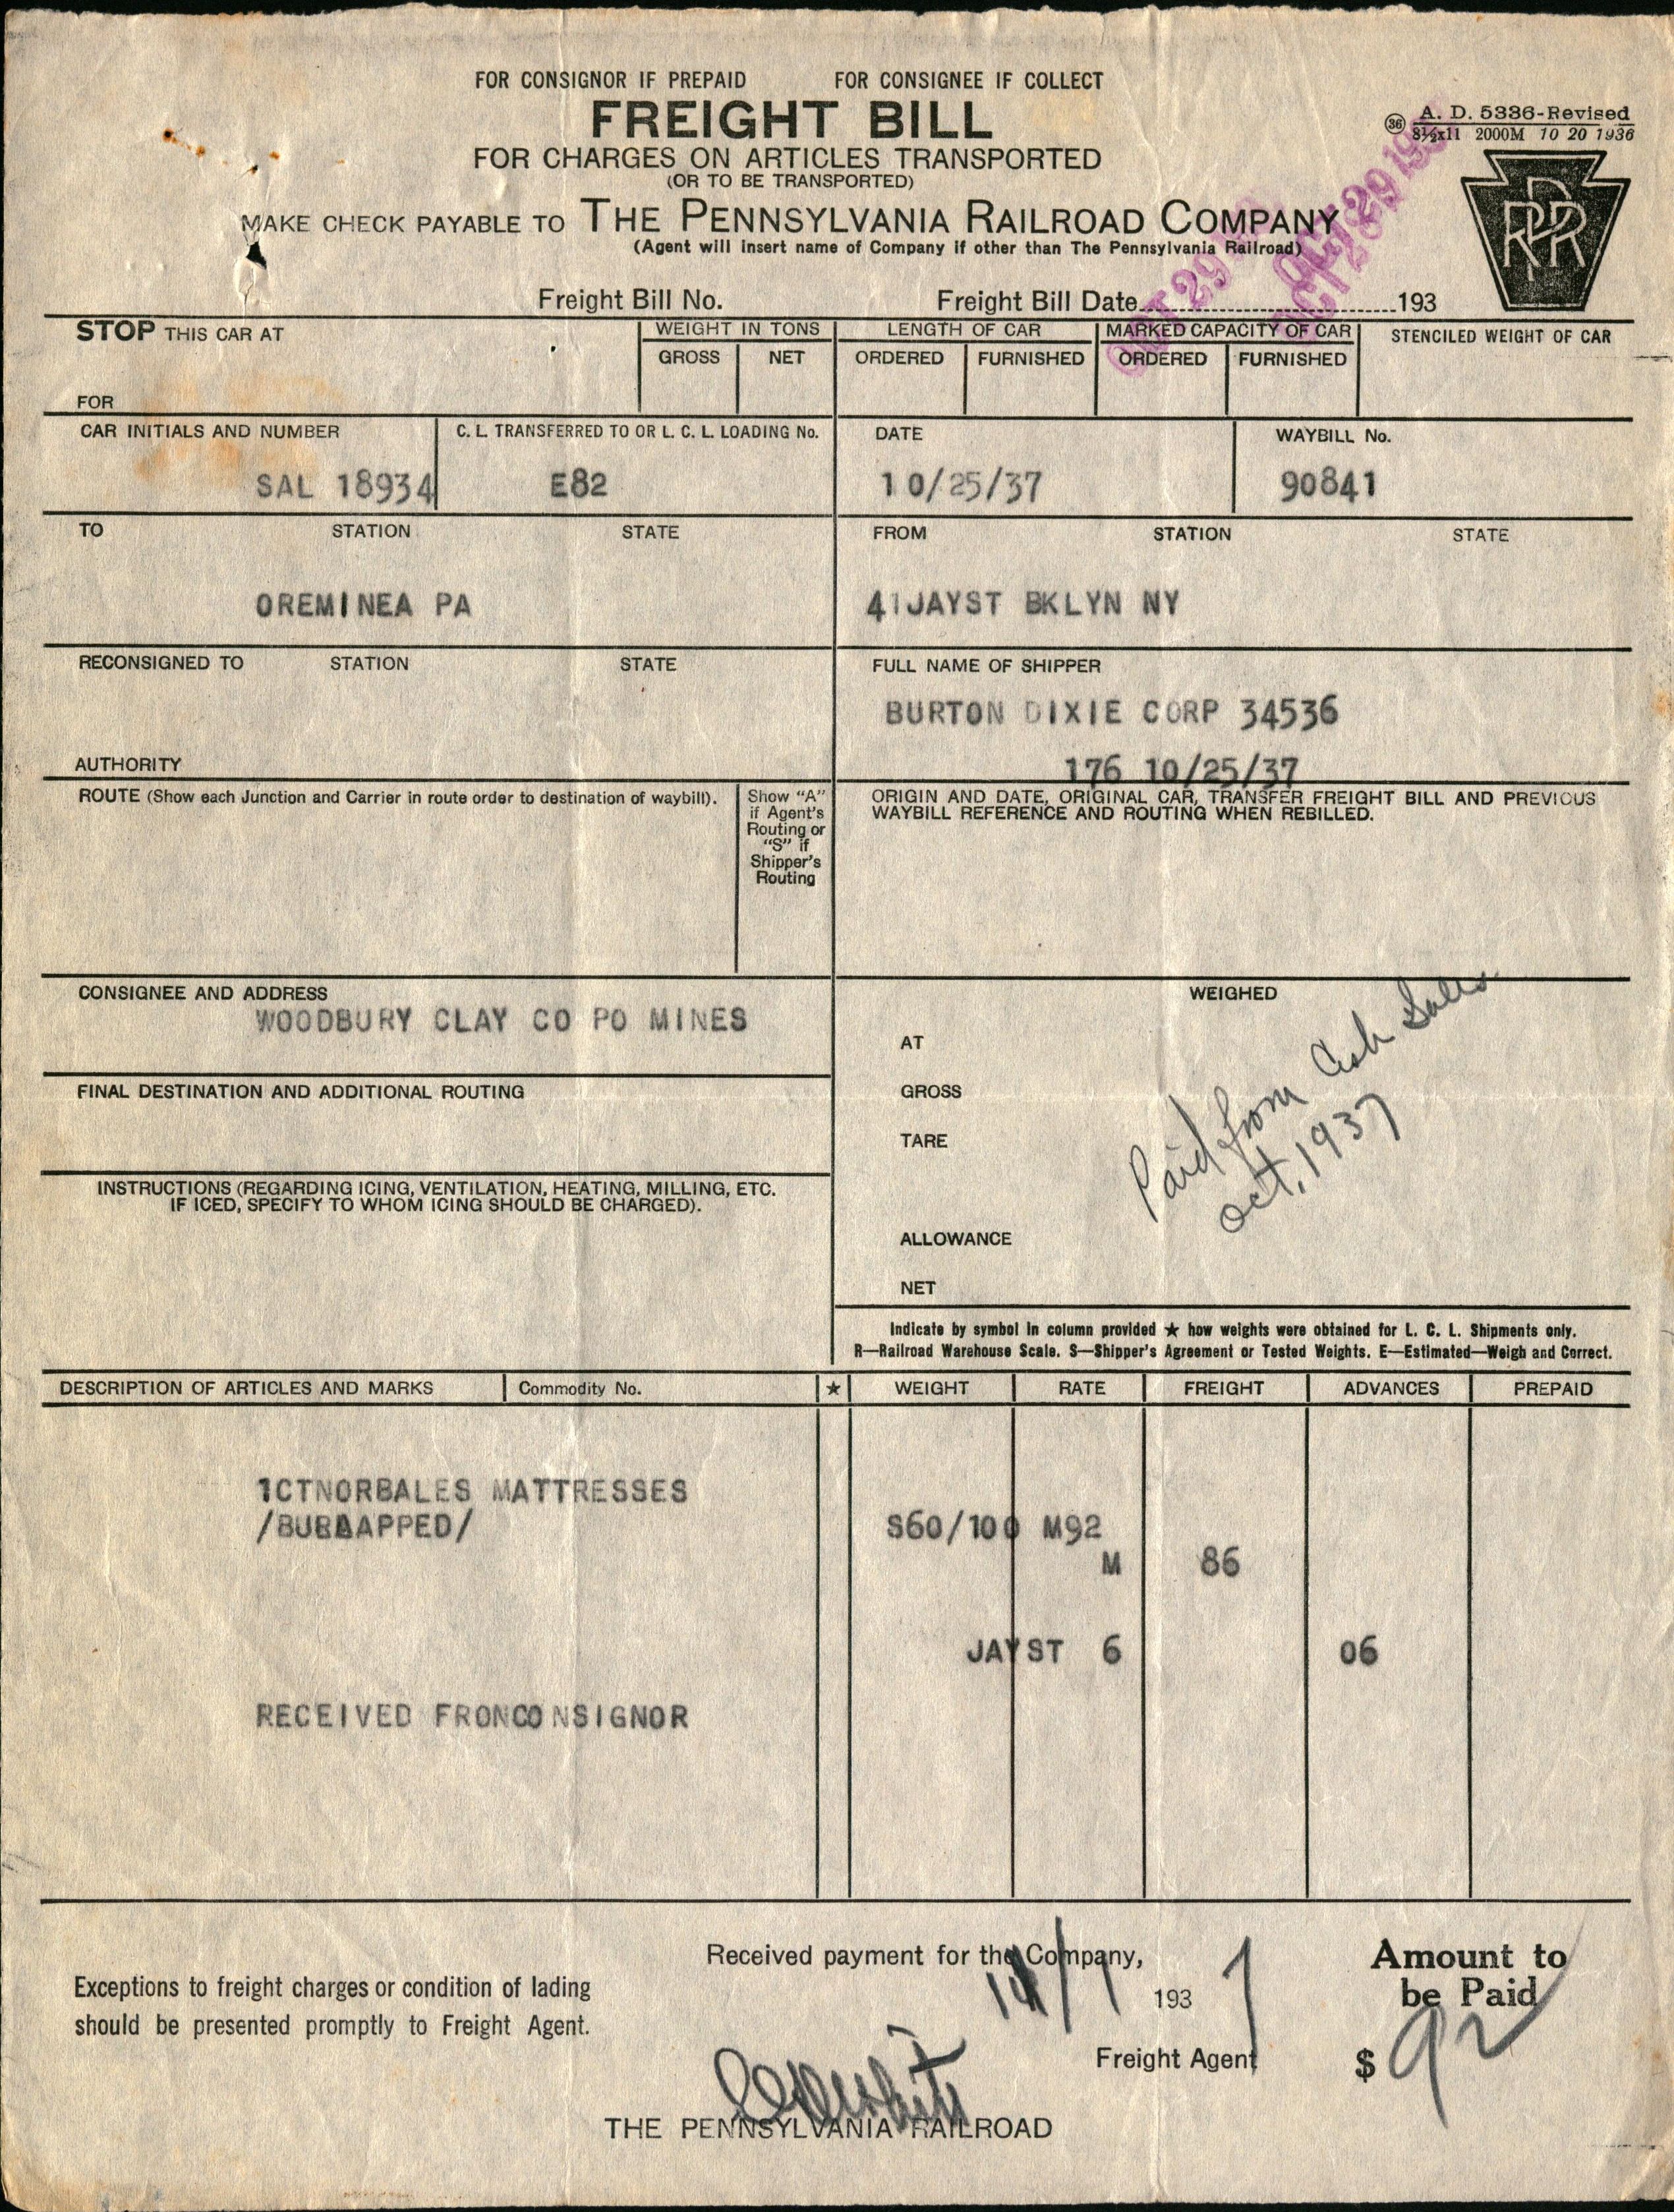 FOR CONSIGNOR IF PREPAID FOR CONSIGNEE IF COLLECT
FREIGHT BILL
FOR CHARGES ON ARTICLES TRANSPORTED
(OR TO BE TRANSPORTED)
MAKE CHECK PAYABLE TO THE PENNSYLVANIA RAILROAD COMPANY
(Agent will insert name of Company if other than The Pennsylvania Railroad)
36 A. D. 5336-Revised
8½x11 2000M 10 20 1936
PRR
OCT 29
OCT 29 19
Freight Bill No. Freight Bill Date 193
STOP THIS CAR AT
FOR
WEIGHT IN TONS
GROSS NET
LENGTH OF CAR
ORDERED FURNISHED
MARKED CAPACITY OF CAR
ORDERED FURNISHED
STENCILED WEIGHT OF CAR
CAR INITIALS AND NUMBER
SAL 18934
C. L. TRANSFERRED TO OR L. C. L. LOADING No.
E82
DATE
10/25/37
WAYBILL No.
90841
TO STATION STATE
OREMINEA PA
FROM STATION STATE
41JAYST BKLYN NY
RECONSIGNED TO STATION STATE
AUTHORITY
FULL NAME OF SHIPPER
BURTON DIXIE CORP 34536
176 10/25/37
ROUTE (Show each Junction and Carrier in route order to destination of waybill).
Show "A"
if Agent's
Routing or
"S" if
Shipper's
Routing
ORIGIN AND DATE, ORIGINAL CAR, TRANSFER FREIGHT BILL AND PREVIOUS
WAYBILL REFERENCE AND ROUTING WHEN REBILLED.
CONSIGNEE AND ADDRESS
WOODBURY CLAY CO PO MINES
FINAL DESTINATION AND ADDITIONAL ROUTING
INSTRUCTIONS (REGARDING ICING, VENTILATION, HEATING, MILLING, ETC.
IF ICED, SPECIFY TO WHOM ICING SHOULD BE CHARGED).
WEIGHED
AT
GROSS
TARE
ALLOWANCE
NET
Paid from Cash Sales
Oct, 1937
Indicate by symbol in column provided ★ how weights were obtained for L. C. L. Shipments only.
R—Railroad Warehouse Scale. S—Shipper's Agreement or Tested Weights. E—Estimated—Weigh and Correct.
DESCRIPTION OF ARTICLES AND MARKS Commodity No. ★ WEIGHT RATE FREIGHT ADVANCES PREPAID
1CTNORBALES MATTRESSES
S60/100 M92
M 86
JAYST 6 06
RECEIVED FRONCONSIGNOR
Received payment for the Company,
193 7
Freight Agent
Exceptions to freight charges or condition of lading
should be presented promptly to Freight Agent.
THE PENNSYLVANIA RAILROAD
Amount to
be Paid
$ 92